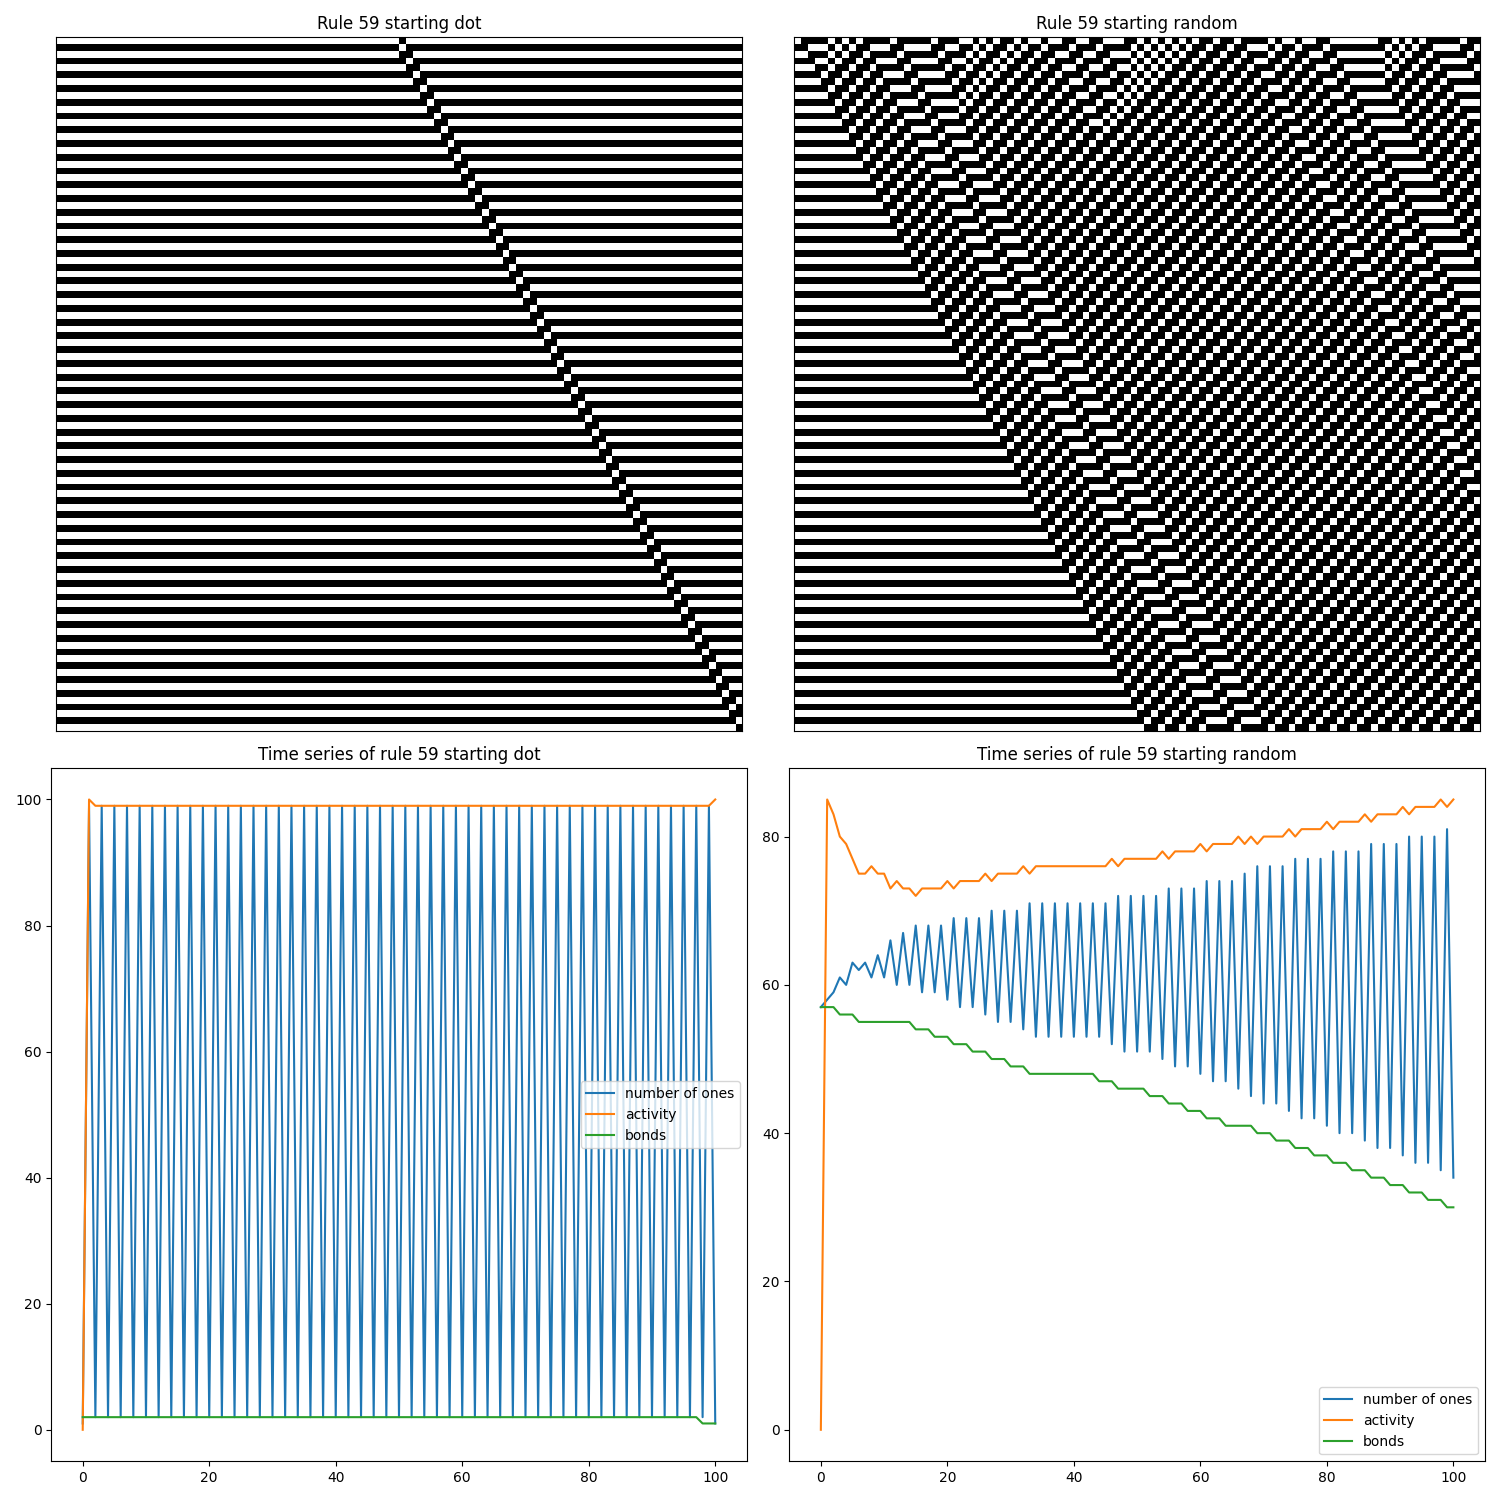 Rule 59 starting dot
Rule 59 starting random
Time series of rule 59 starting dot
100
80
60
40
20
0
0 20 40 60 80 100
number of ones
activity
bonds
Time series of rule 59 starting random
80
60
40
20
0
0 20 40 60 80 100
number of ones
activity
bonds